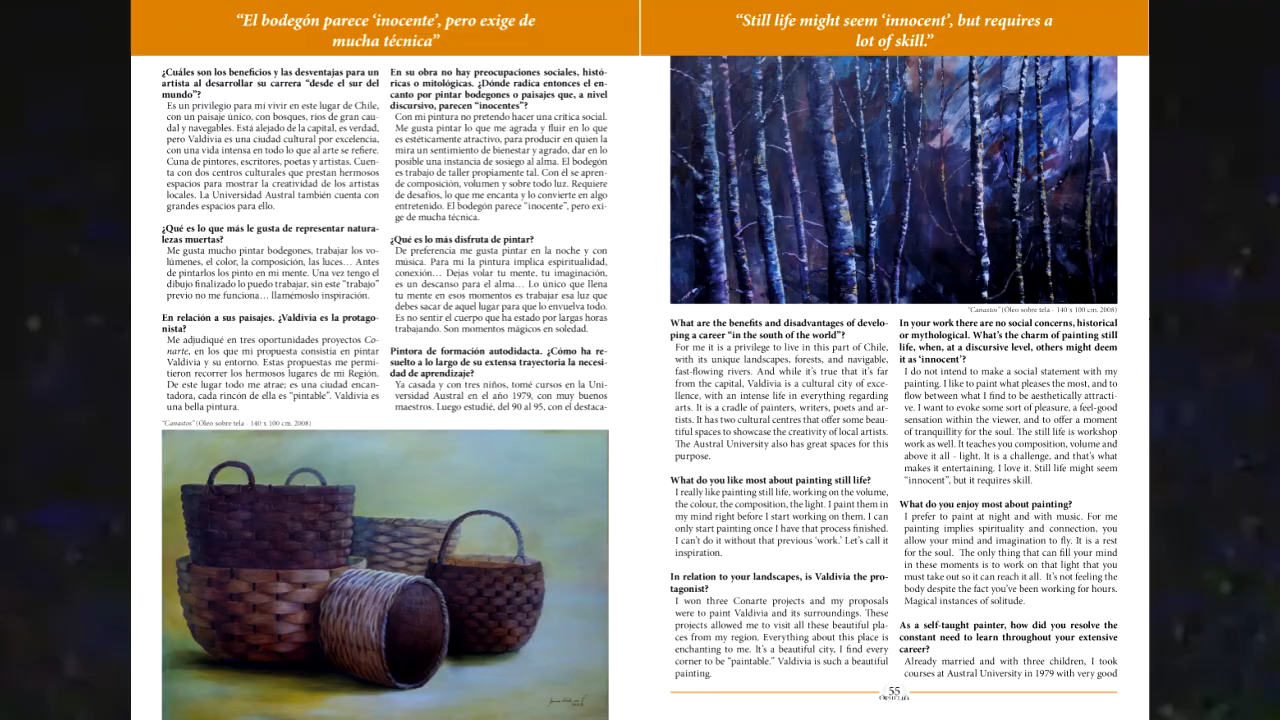 “El bodegón parece ‘inocente’, pero exige de
mucha técnica”
¿Cuáles son los beneficios y las desventajas para un
artista al desarrollar su carrera “desde el sur del
mundo”?
Es un privilegio para mi vivir en este lugar de Chile,
con un paisaje único, con bosques, ríos de gran cau-
dal y navegables. Está alejado de la capital, es verdad,
pero Valdivia es una ciudad cultural por excelencia,
con una vida intensa en todo lo que al arte se refiere.
Cuna de pintores, escritores, poetas y artistas. Cuen-
ta con dos centros culturales que prestan hermosos
espacios para mostrar la creatividad de los artistas
locales. La Universidad Austral también cuenta con
grandes espacios para ello.
¿Qué es lo que más le gusta de representar natura-
lezas muertas?
Me gusta mucho pintar bodegones, trabajar los vo-
lúmenes, el color, la composición, las luces… Antes
de pintarlos los pinto en mi mente. Una vez tengo el
dibujo finalizado lo puedo trabajar, sin este “trabajo”
previo no me funciona… llamémoslo inspiración.
En relación a sus paisajes. ¿Valdivia es la protago-
nista?
Me adjudiqué en tres oportunidades proyectos Co-
narte, en los que mi propuesta consistía en pintar
Valdivia y su entorno. Estas propuestas me permi-
tieron recorrer los hermosos lugares de mi Región.
De este lugar todo me atrae; es una ciudad encan-
tadora, cada rincón de ella es “pintable”. Valdivia es
una bella pintura.
En su obra no hay preocupaciones sociales, histó-
ricas o mitológicas. ¿Dónde radica entonces el en-
canto por pintar bodegones o paisajes que, a nivel
discursivo, parecen “inocentes”?
Con mi pintura no pretendo hacer una critica social.
Me gusta pintar lo que me agrada y fluir en lo que
es estéticamente atractivo, para producir en quien la
mira un sentimiento de bienestar y agrado, dar en lo
posible una instancia de sosiego al alma. El bodegón
es trabajo de taller propiamente tal. Con él se apren-
de composición, volumen y sobre todo luz. Requiere
de desafíos, lo que me encanta y lo convierte en algo
entretenido. El bodegón parece “inocente”, pero exi-
ge de mucha técnica.
¿Qué es lo más disfruta de pintar?
De preferencia me gusta pintar en la noche y con
música. Para mi la pintura implica espiritualidad,
conexión… Dejas volar tu mente, tu imaginación,
es un descanso para el alma… Lo único que llena
tu mente en esos momentos es trabajar esa luz que
debes sacar de aquel lugar para que lo envuelva todo.
Es no sentir el cuerpo que ha estado por largas horas
trabajando. Son momentos mágicos en soledad.
Pintora de formación autodidacta. ¿Cómo ha re-
suelto a lo largo de su extensa trayectoria la necesi-
dad de aprendizaje?
Ya casada y con tres niños, tomé cursos en la Uni-
versidad Austral en el año 1979, con muy buenos
maestros. Luego estudié, del 90 al 95, con el destaca-
"Canastos" (Óleo sobre tela - 140 x 100 cm. 2008)
“Still life might seem ‘innocent’, but requires a
lot of skill.”
"Canastos" (Óleo sobre tela - 140 x 100 cm. 2008)
What are the benefits and disadvantages of develo-
ping a career “in the south of the world”?
For me it is a privilege to live in this part of Chile,
with its unique landscapes, forests, and navigable,
fast-flowing rivers. And while it’s true that it’s far
from the capital, Valdivia is a cultural city of exce-
llence, with an intense life in everything regarding
arts. It is a cradle of painters, writers, poets and ar-
tists. It has two cultural centres that offer some beau-
tiful spaces to showcase the creativity of local artists.
The Austral University also has great spaces for this
purpose.
What do you like most about painting still life?
I really like painting still life, working on the volume,
the colour, the composition, the light. I paint them in
my mind right before I start working on them. I can
only start painting once I have that process finished.
I can’t do it without that previous ‘work.’ Let’s call it
inspiration.
In relation to your landscapes, is Valdivia the pro-
tagonist?
I won three Conarte projects and my proposals
were to paint Valdivia and its surroundings. These
projects allowed me to visit all these beautiful pla-
ces from my region. Everything about this place is
enchanting to me. It’s a beautiful city, I find every
corner to be “paintable.” Valdivia is such a beautiful
painting.
In your work there are no social concerns, historical
or mythological. What’s the charm of painting still
life, when, at a discursive level, others might deem
it as ‘innocent’?
I do not intend to make a social statement with my
painting. I like to paint what pleases the most, and to
flow between what I find to be aesthetically attracti-
ve. I want to evoke some sort of pleasure, a feel-good
sensation within the viewer, and to offer a moment
of tranquillity for the soul. The still life is workshop
work as well. It teaches you composition, volume and
above it all - light. It is a challenge, and that’s what
makes it entertaining. I love it. Still life might seem
“innocent”, but it requires skill.
What do you enjoy most about painting?
I prefer to paint at night and with music. For me
painting implies spirituality and connection, you
allow your mind and imagination to fly. It is a rest
for the soul. The only thing that can fill your mind
in these moments is to work on that light that you
must take out so it can reach it all. It’s not feeling the
body despite the fact you’ve been working for hours.
Magical instances of solitude.
As a self-taught painter, how did you resolve the
constant need to learn throughout your extensive
career?
Already married and with three children, I took
courses at Austral University in 1979 with very good
55